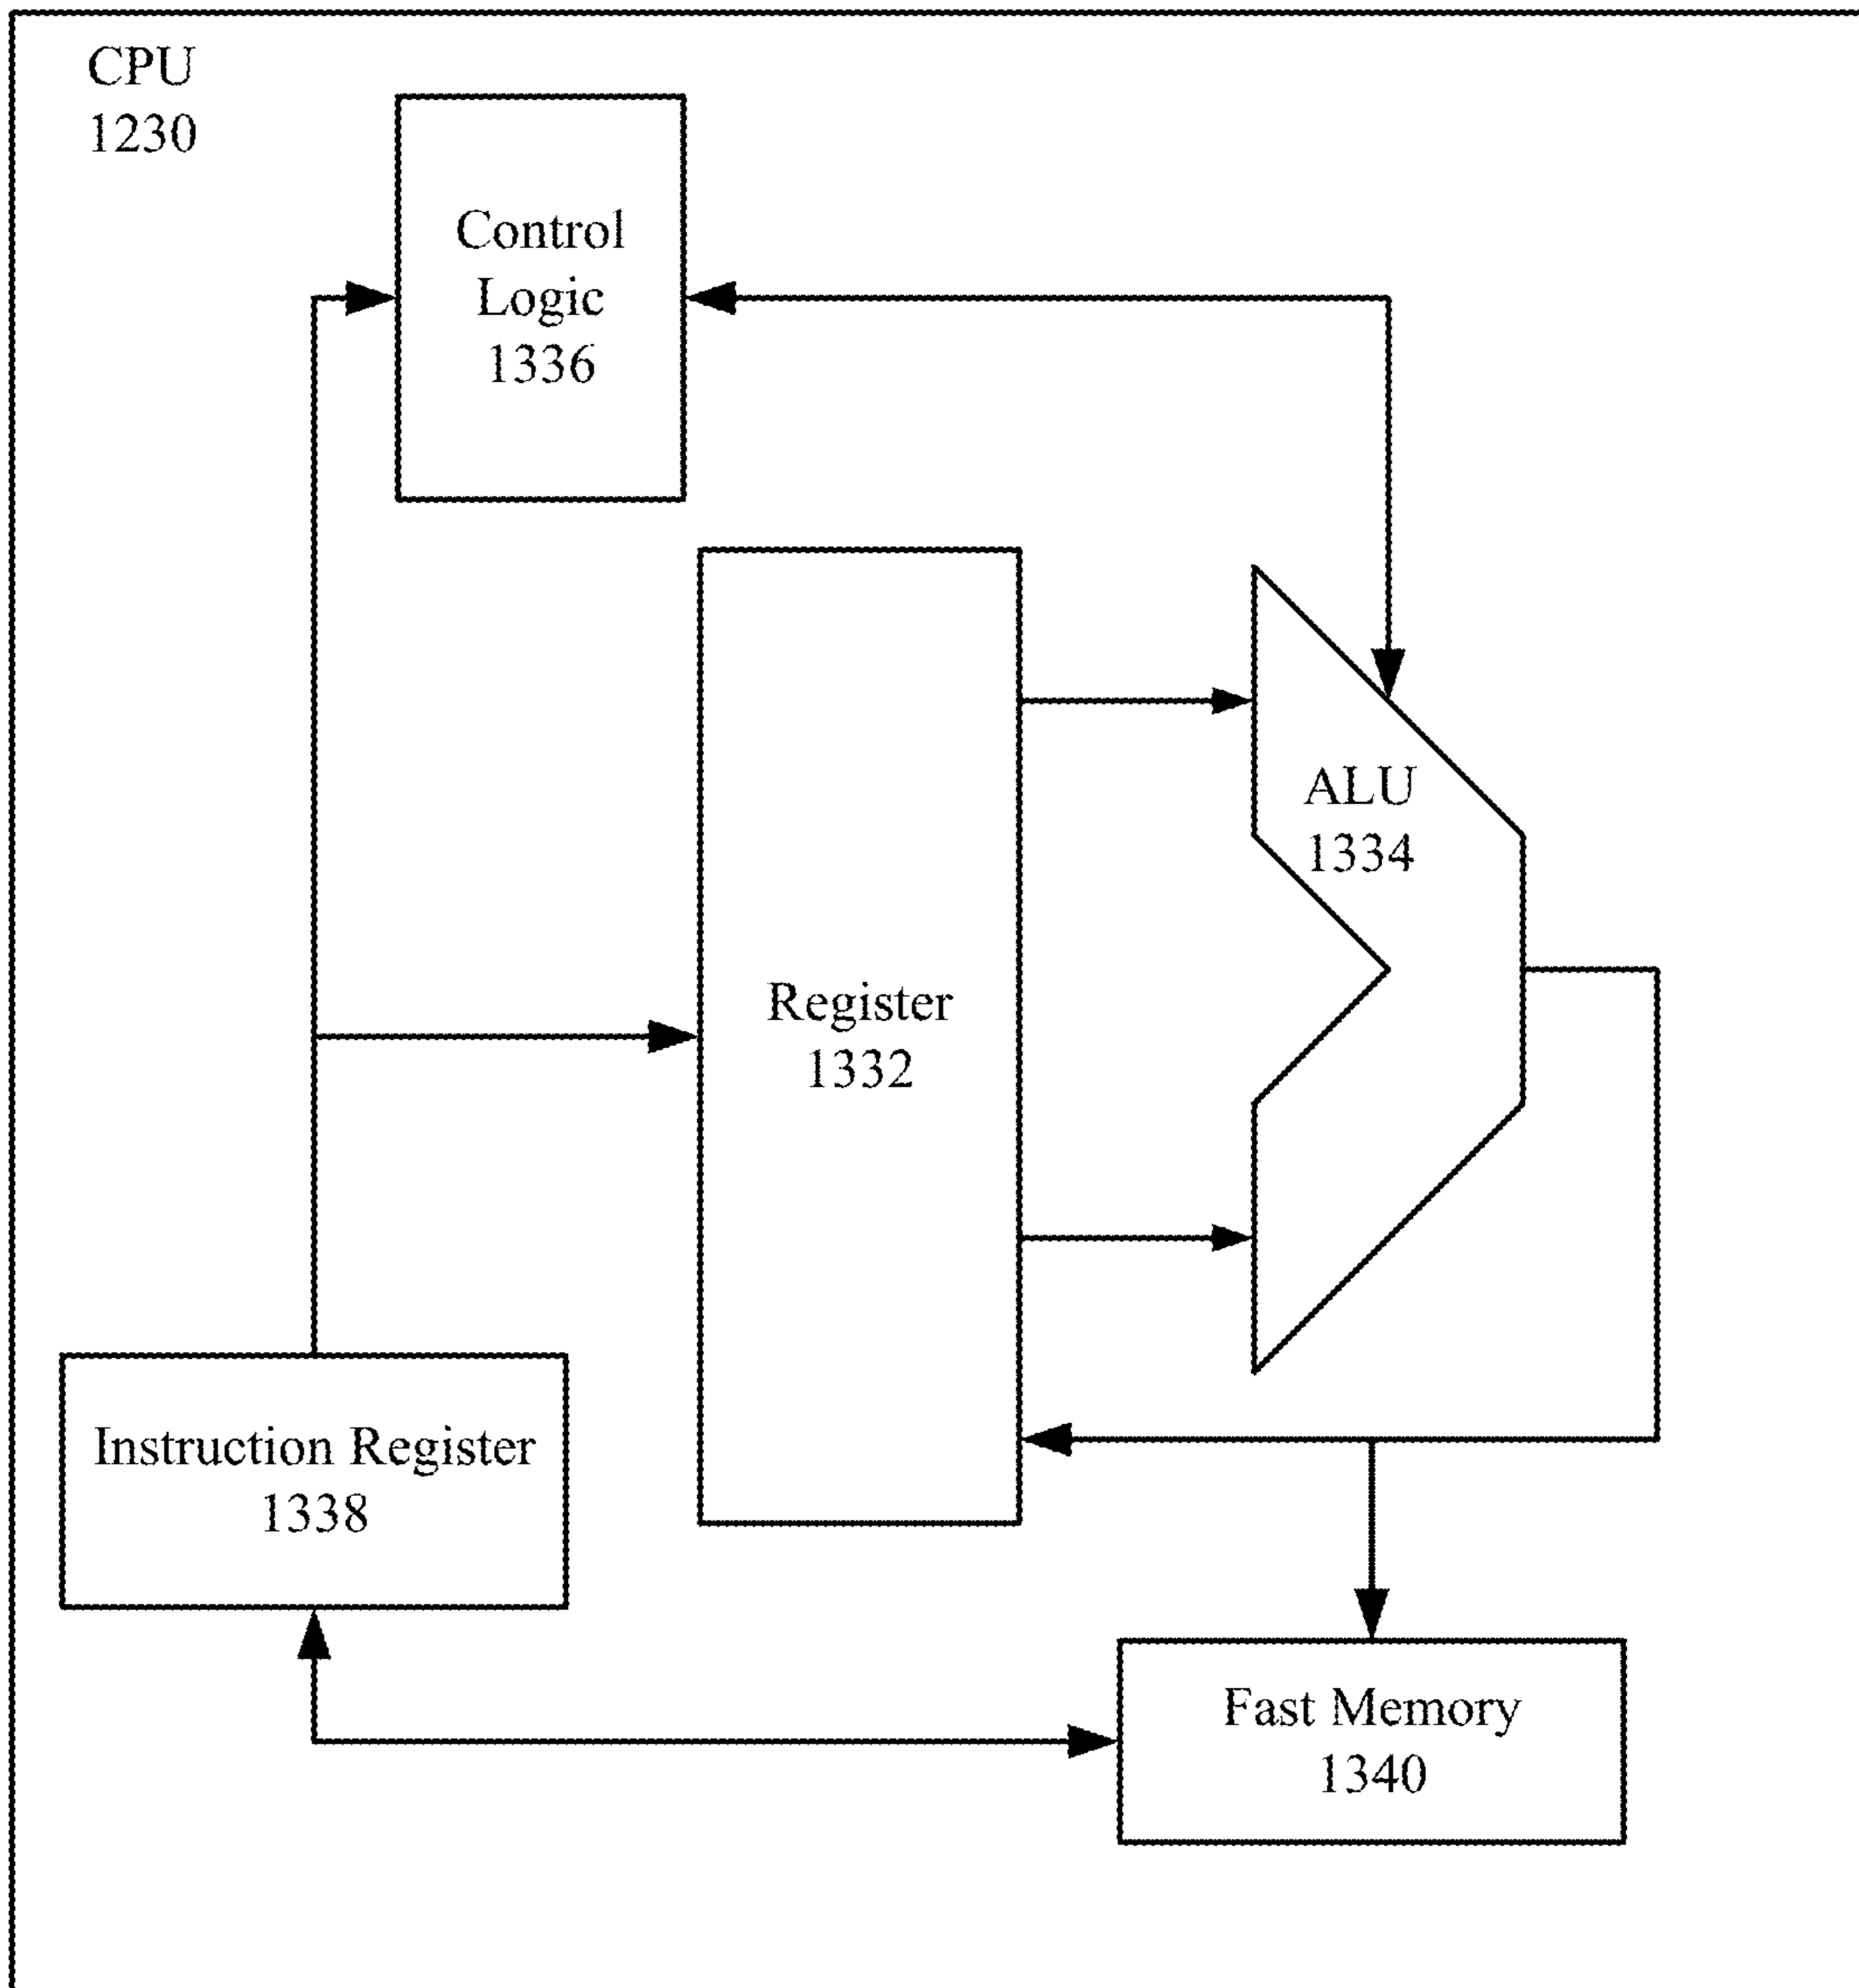 CPU
1230
Control
Logic
1336
ALU
1334
Register
1332
Instruction Register
1338
Fast Memory
1340